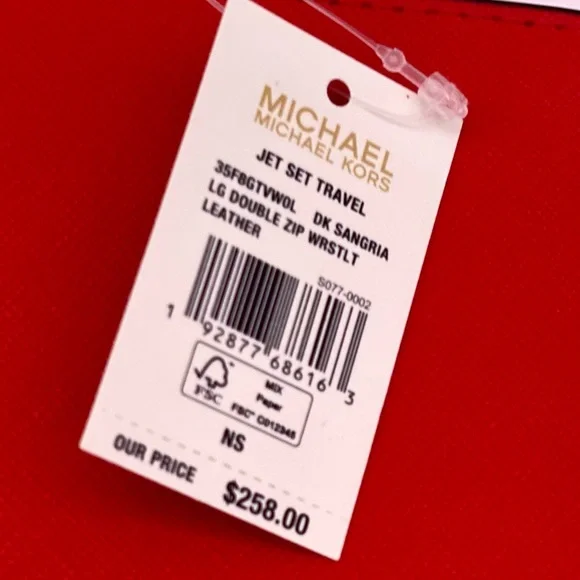 MICHAEL
MICHAEL KORS
JET SET TRAVEL
35F8GTVW0L DK SANGRIA
LG DOUBLE ZIP WRSTLT
LEATHER
S077-0002
1 92877 68616 3
FSC
MIX
Paper
FSC™ C012345
NS
OUR PRICE $258.00